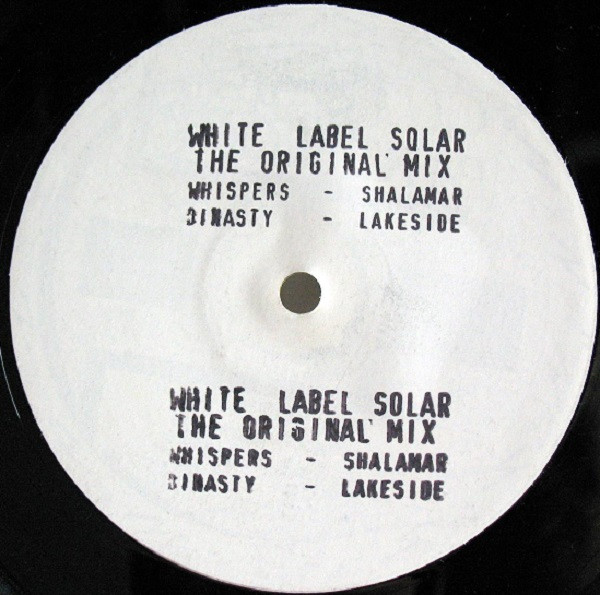 WHITE LABEL SOLAR
THE ORIGINAL MIX
WHISPERS - SHALAMAR
DINASTY - LAKESIDE
WHITE LABEL SOLAR
THE ORIGINAL MIX
WHISPERS - SHALAMAR
DINASTY - LAKESIDE